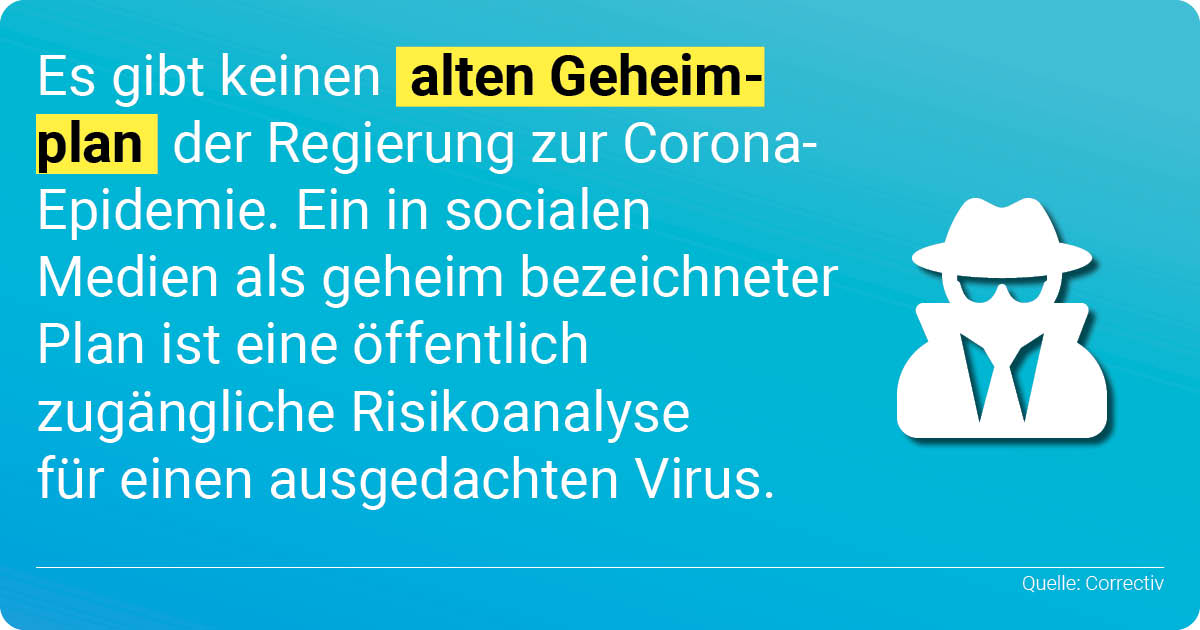 Es gibt keinen alten Geheim-
plan der Regierung zur Corona-
Epidemie. Ein in socialen
Medien als geheim bezeichneter
Plan ist eine öffentlich
zugängliche Risikoanalyse
für einen ausgedachten Virus.
Quelle: Correctiv